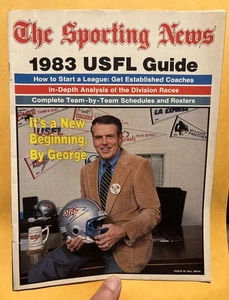 The Sporting News
1983 USFL Guide
How to Start a League: Get Established Coaches
In-Depth Analysis of the Division Races
Complete Team-by-Team Schedules and Rosters
It's a New
Beginning,
By George
USFL